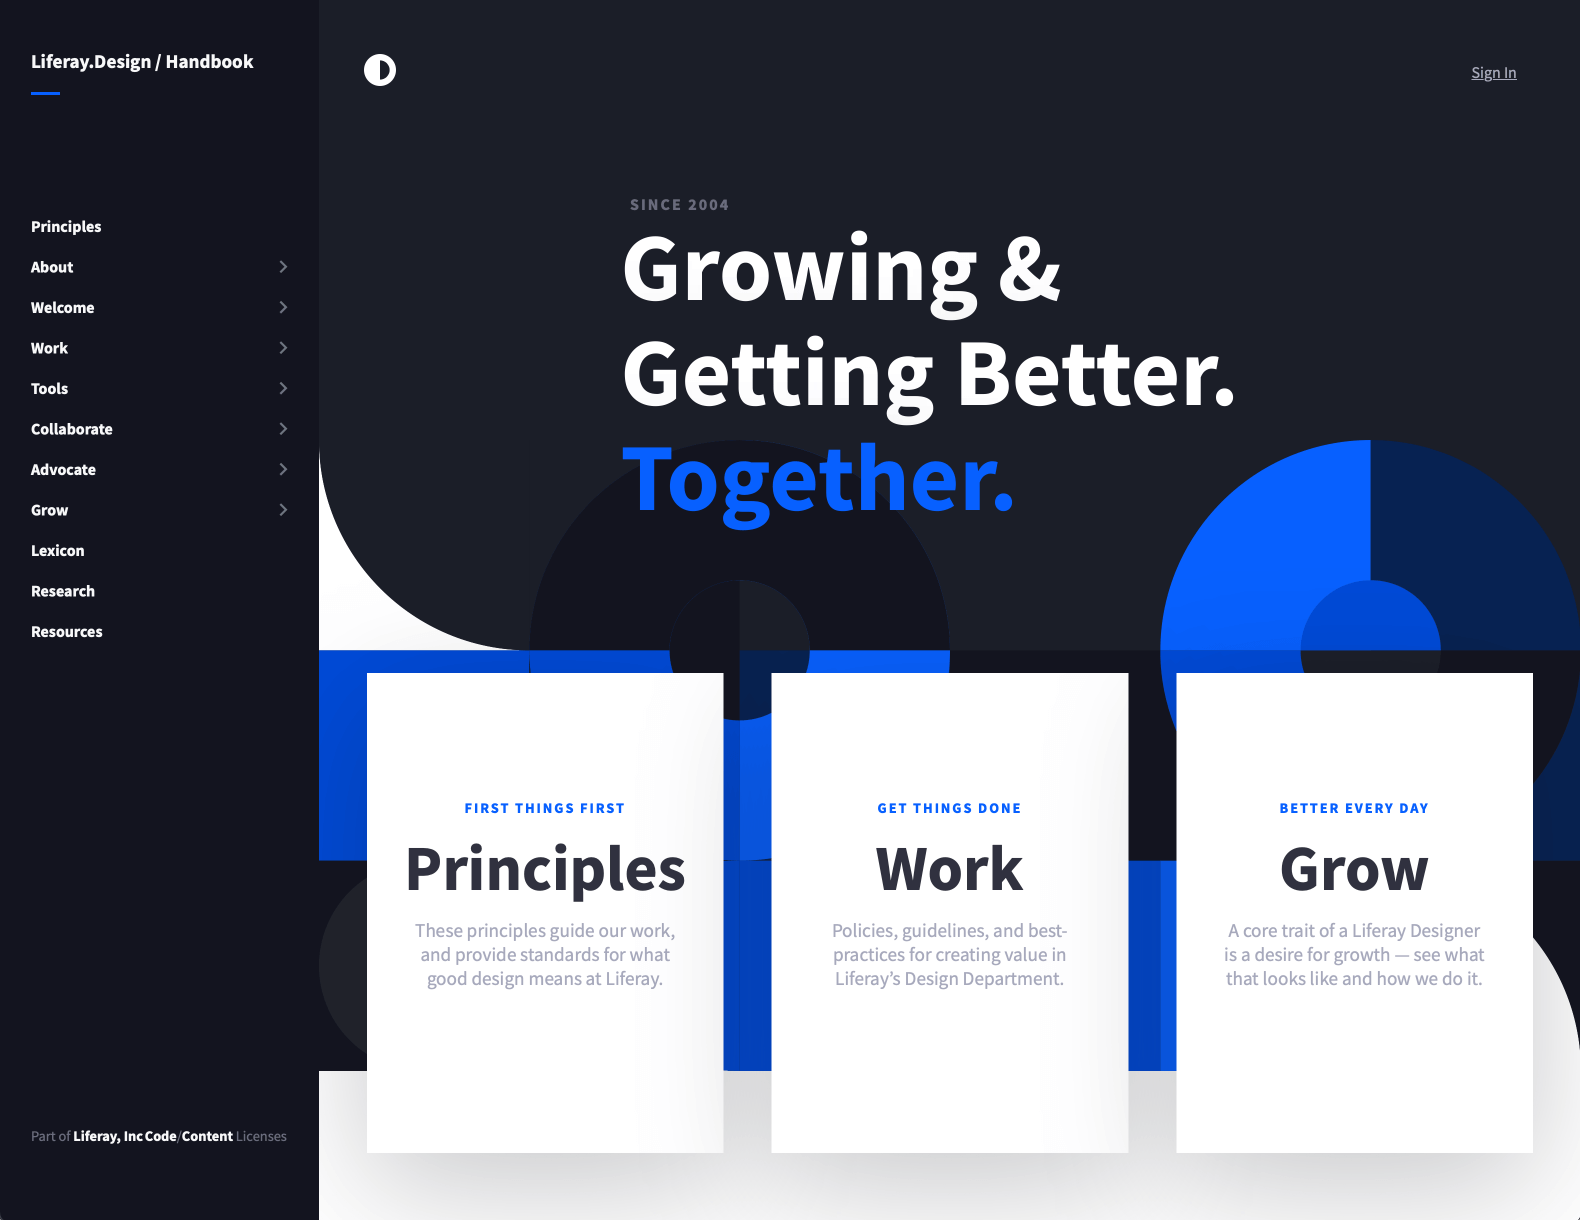 Liferay.Design / Handbook
Sign In
Principles
About
Welcome
Work
Tools
Collaborate
Advocate
Grow
Lexicon
Research
Resources
Part of Liferay, Inc Code/Content Licenses
SINCE 2004
Growing &
Getting Better.
Together.
FIRST THINGS FIRST
Principles
These principles guide our work,
and provide standards for what
good design means at Liferay.
GET THINGS DONE
Work
Policies, guidelines, and best-
practices for creating value in
Liferay’s Design Department.
BETTER EVERY DAY
Grow
A core trait of a Liferay Designer
is a desire for growth — see what
that looks like and how we do it.